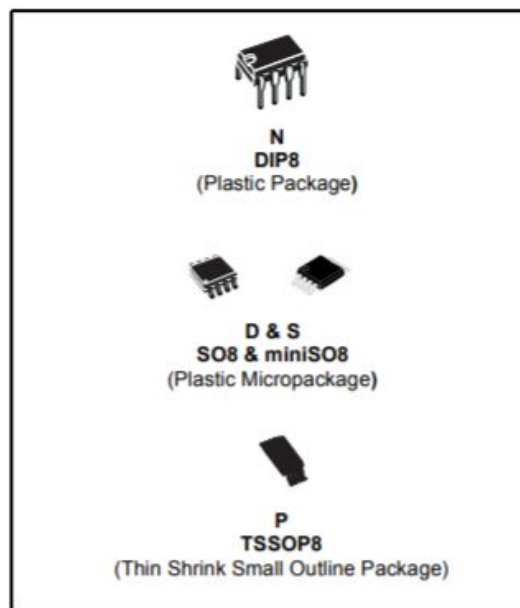 N
DIP8
(Plastic Package)
D & S
SO8 & miniSO8
(Plastic Micropackage)
P
TSSOP8
(Thin Shrink Small Outline Package)